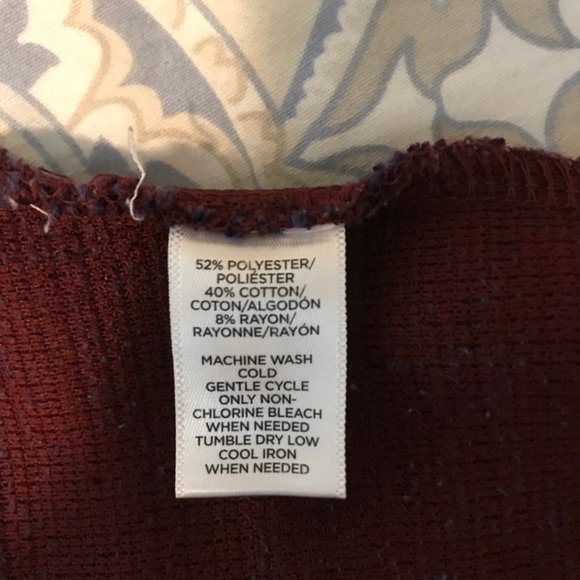 52% POLYESTER/
POLIÉSTER
40% COTTON/
COTON/ALGODÓN
8% RAYON/
RAYONNE/RAYÓN
MACHINE WASH
COLD
GENTLE CYCLE
ONLY NON-
CHLORINE BLEACH
WHEN NEEDED
TUMBLE DRY LOW
COOL IRON
WHEN NEEDED